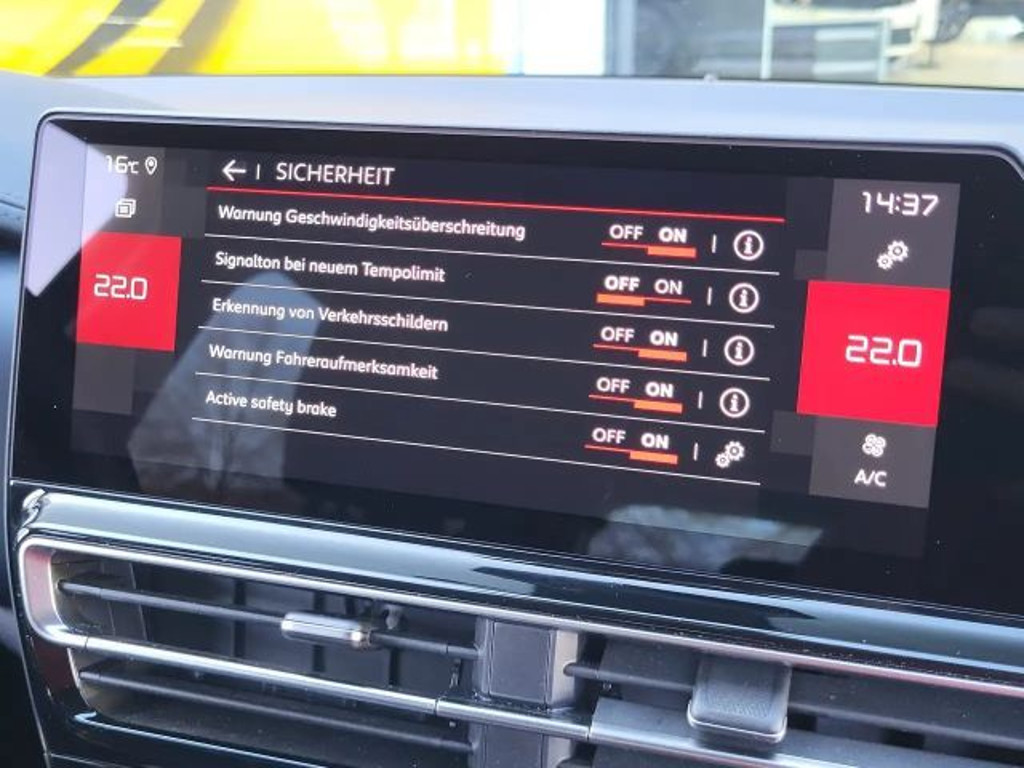 16°C
SICHERHEIT
14:37
Warnung Geschwindigkeitsüberschreitung OFF ON
Signalton bei neuem Tempolimit OFF ON
22.0
Erkennung von Verkehrsschildern OFF ON
22.0
Warnung Fahreraufmerksamkeit OFF ON
Active safety brake OFF ON
A/C